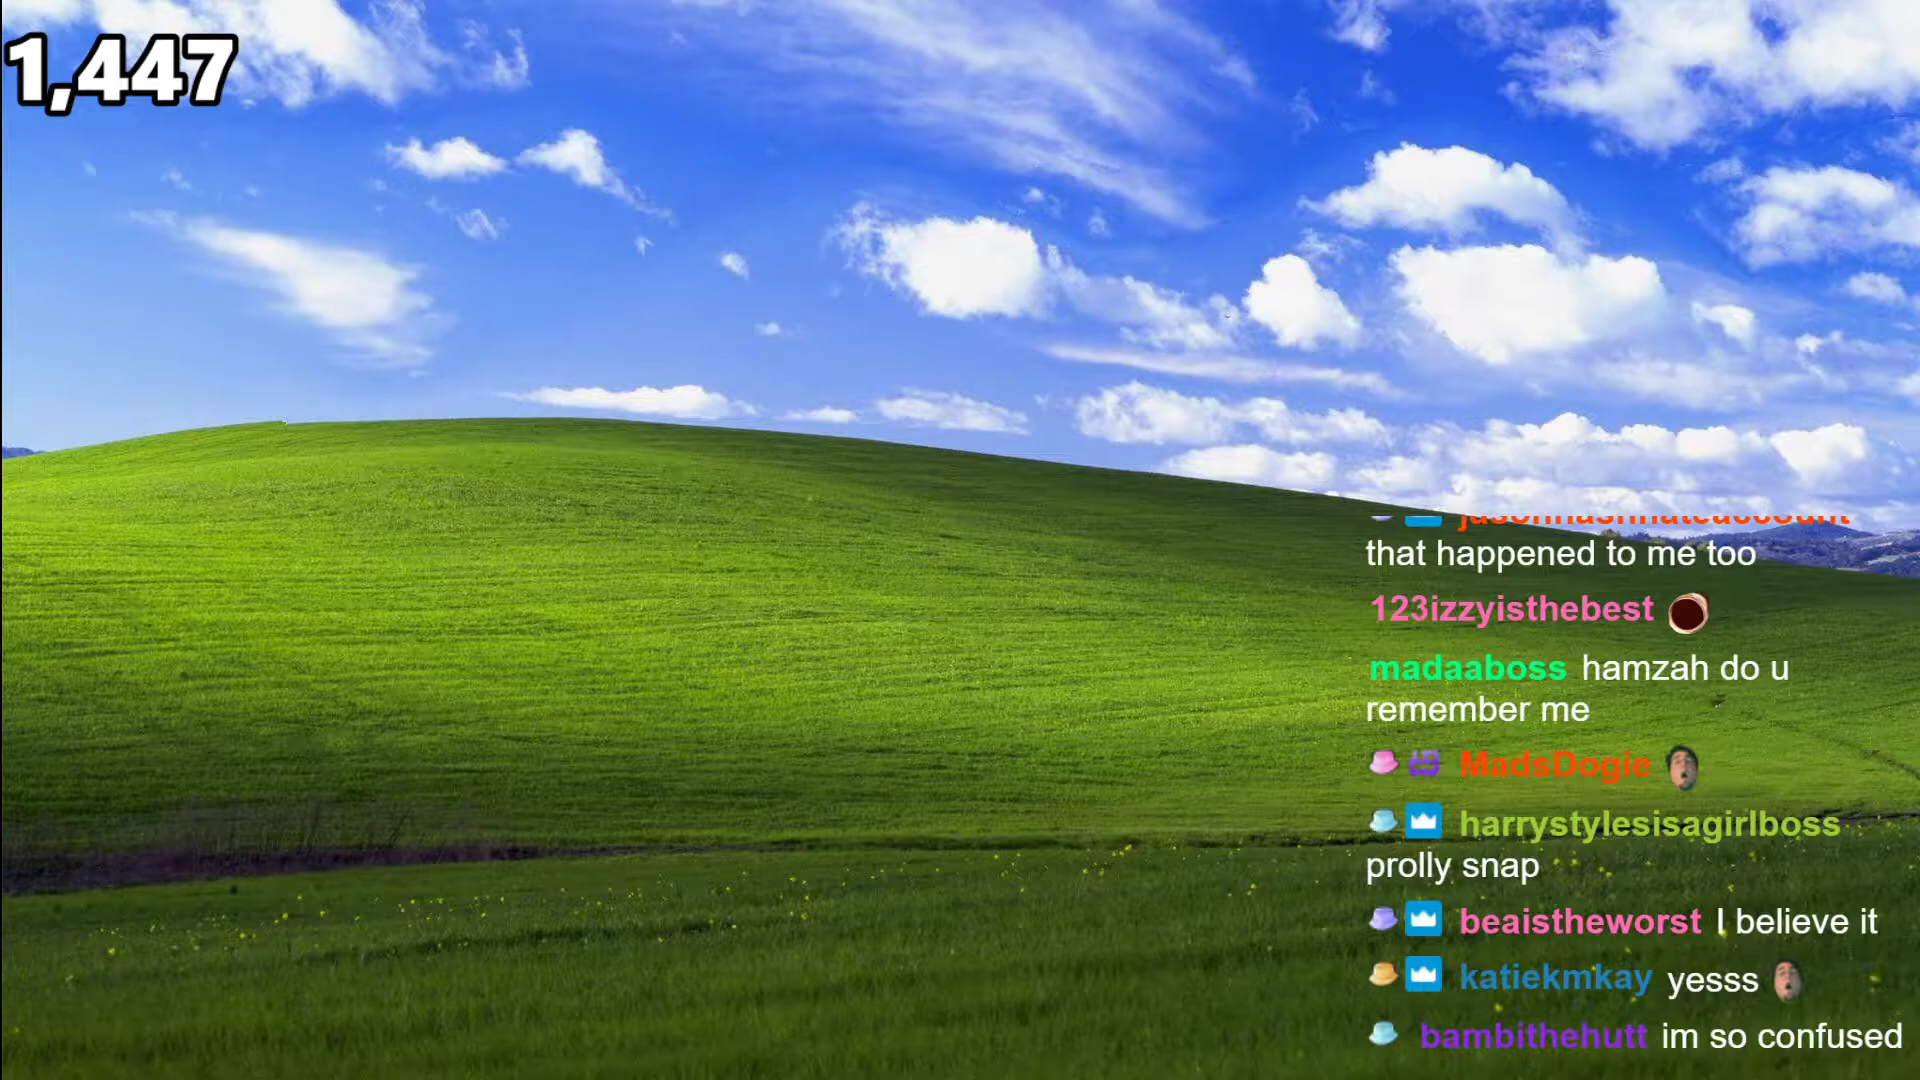 1,447
that happened to me too
123izzyisthebest
madaaboss hamzah do u
remember me
MadsDogie
harrystylesisagirlboss
prolly snap
beaistheworst I believe it
katiekmkay yesss
bambithehutt im so confused